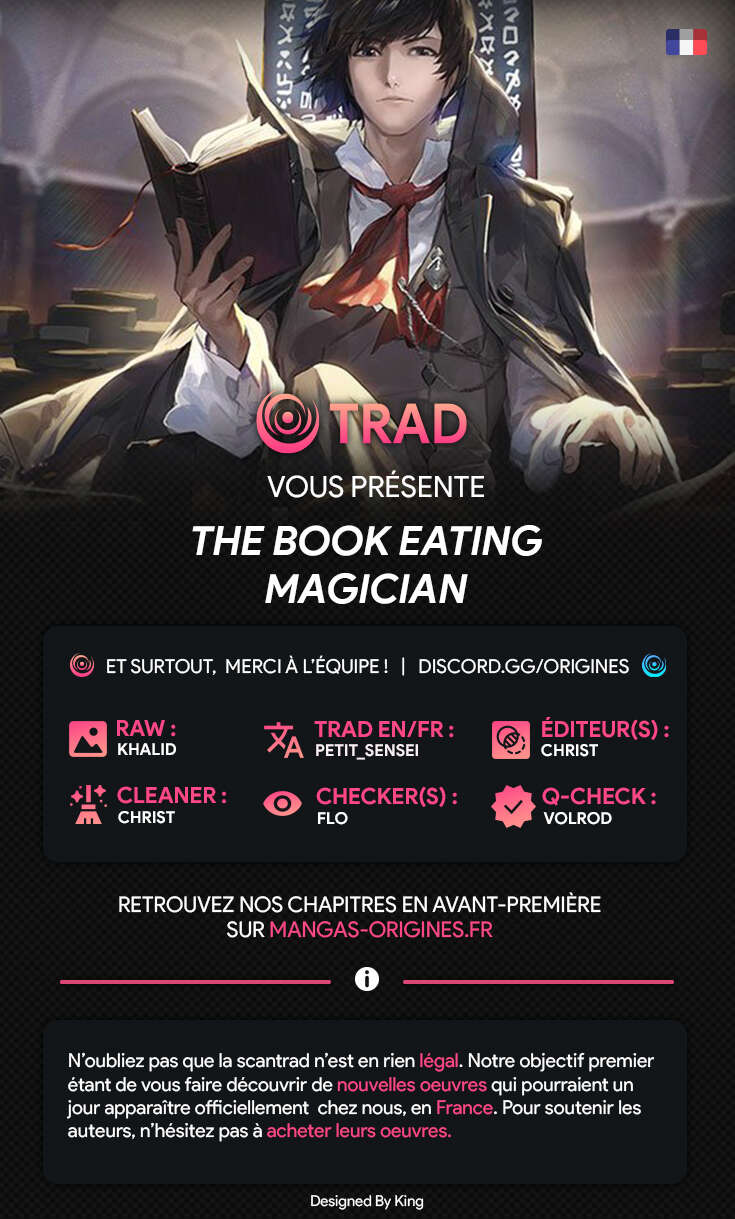 TRAD
VOUS PRÉSENTE
THE BOOK EATING
MAGICIAN
ET SURTOUT, MERCI À L'ÉQUIPE ! | DISCORD.GG/ORIGINES
RAW :
KHALID
TRAD EN/FR :
PETIT_SENSEI
ÉDITEUR(S) :
CHRIST
CLEANER :
CHRIST
CHECKER(S) :
FLO
Q-CHECK :
VOLROD
RETROUVEZ NOS CHAPITRES EN AVANT-PREMIÈRE
SUR MANGAS-ORIGINES.FR
N'oubliez pas que la scantrad n'est en rien légal. Notre objectif premier
étant de vous faire découvrir de nouvelles oeuvres qui pourraient un
jour apparaître officiellement chez nous, en France. Pour soutenir les
auteurs, n'hésitez pas à acheter leurs oeuvres.
Designed By King